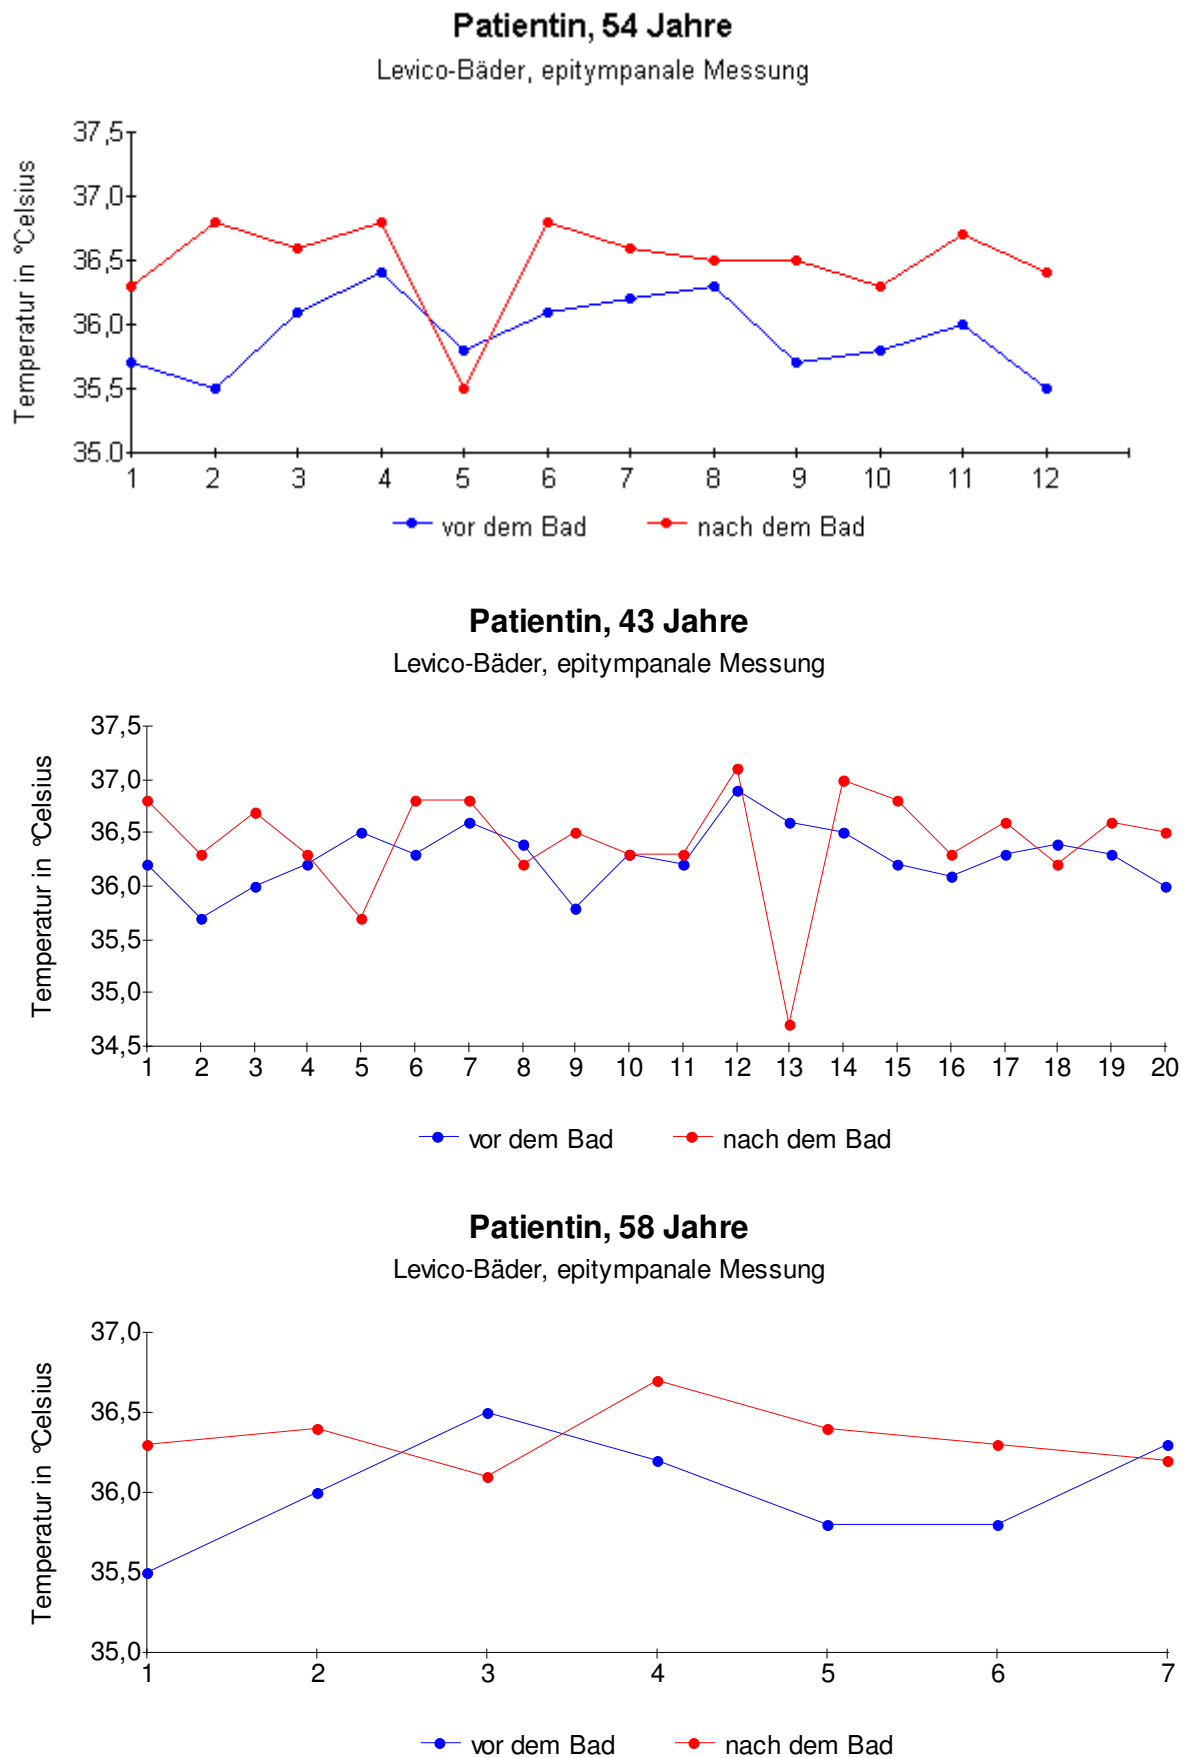 Patientin, 54 Jahre
Levico-Bäder, epitympanale Messung
Temperatur in °Celsius
37,5
37,0
36,5
36,0
35,5
35.0
1 2 3 4 5 6 7 8 9 10 11 12
vor dem Bad nach dem Bad
Patientin, 43 Jahre
Levico-Bäder, epitympanale Messung
Temperatur in °Celsius
37,5
37,0
36,5
36,0
35,5
35,0
34,5
1 2 3 4 5 6 7 8 9 10 11 12 13 14 15 16 17 18 19 20
vor dem Bad nach dem Bad
Patientin, 58 Jahre
Levico-Bäder, epitympanale Messung
Temperatur in °Celsius
37,0
36,5
36,0
35,5
35,0
1 2 3 4 5 6 7
vor dem Bad nach dem Bad